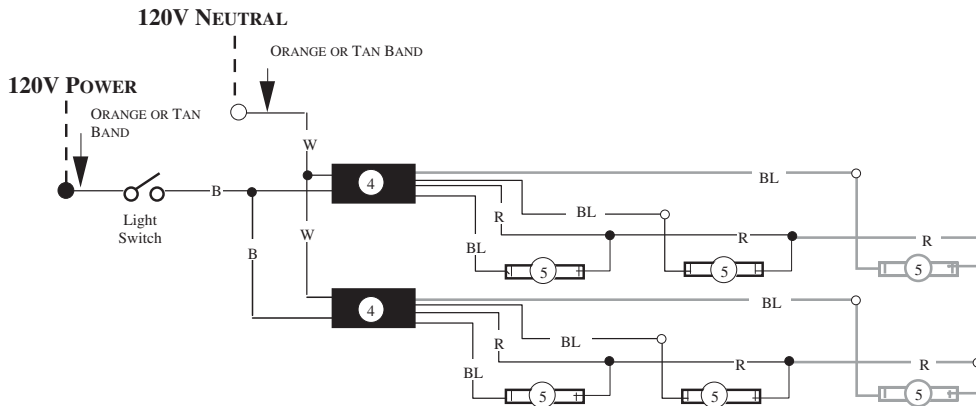 120V NEUTRAL
ORANGE OR TAN BAND
120V POWER
ORANGE OR TAN
BAND
W
4
BL
B
BL
R
R
R
Light
Switch
B
W
BL
5
5
5
4
BL
R
BL
R
R
BL
5
5
5